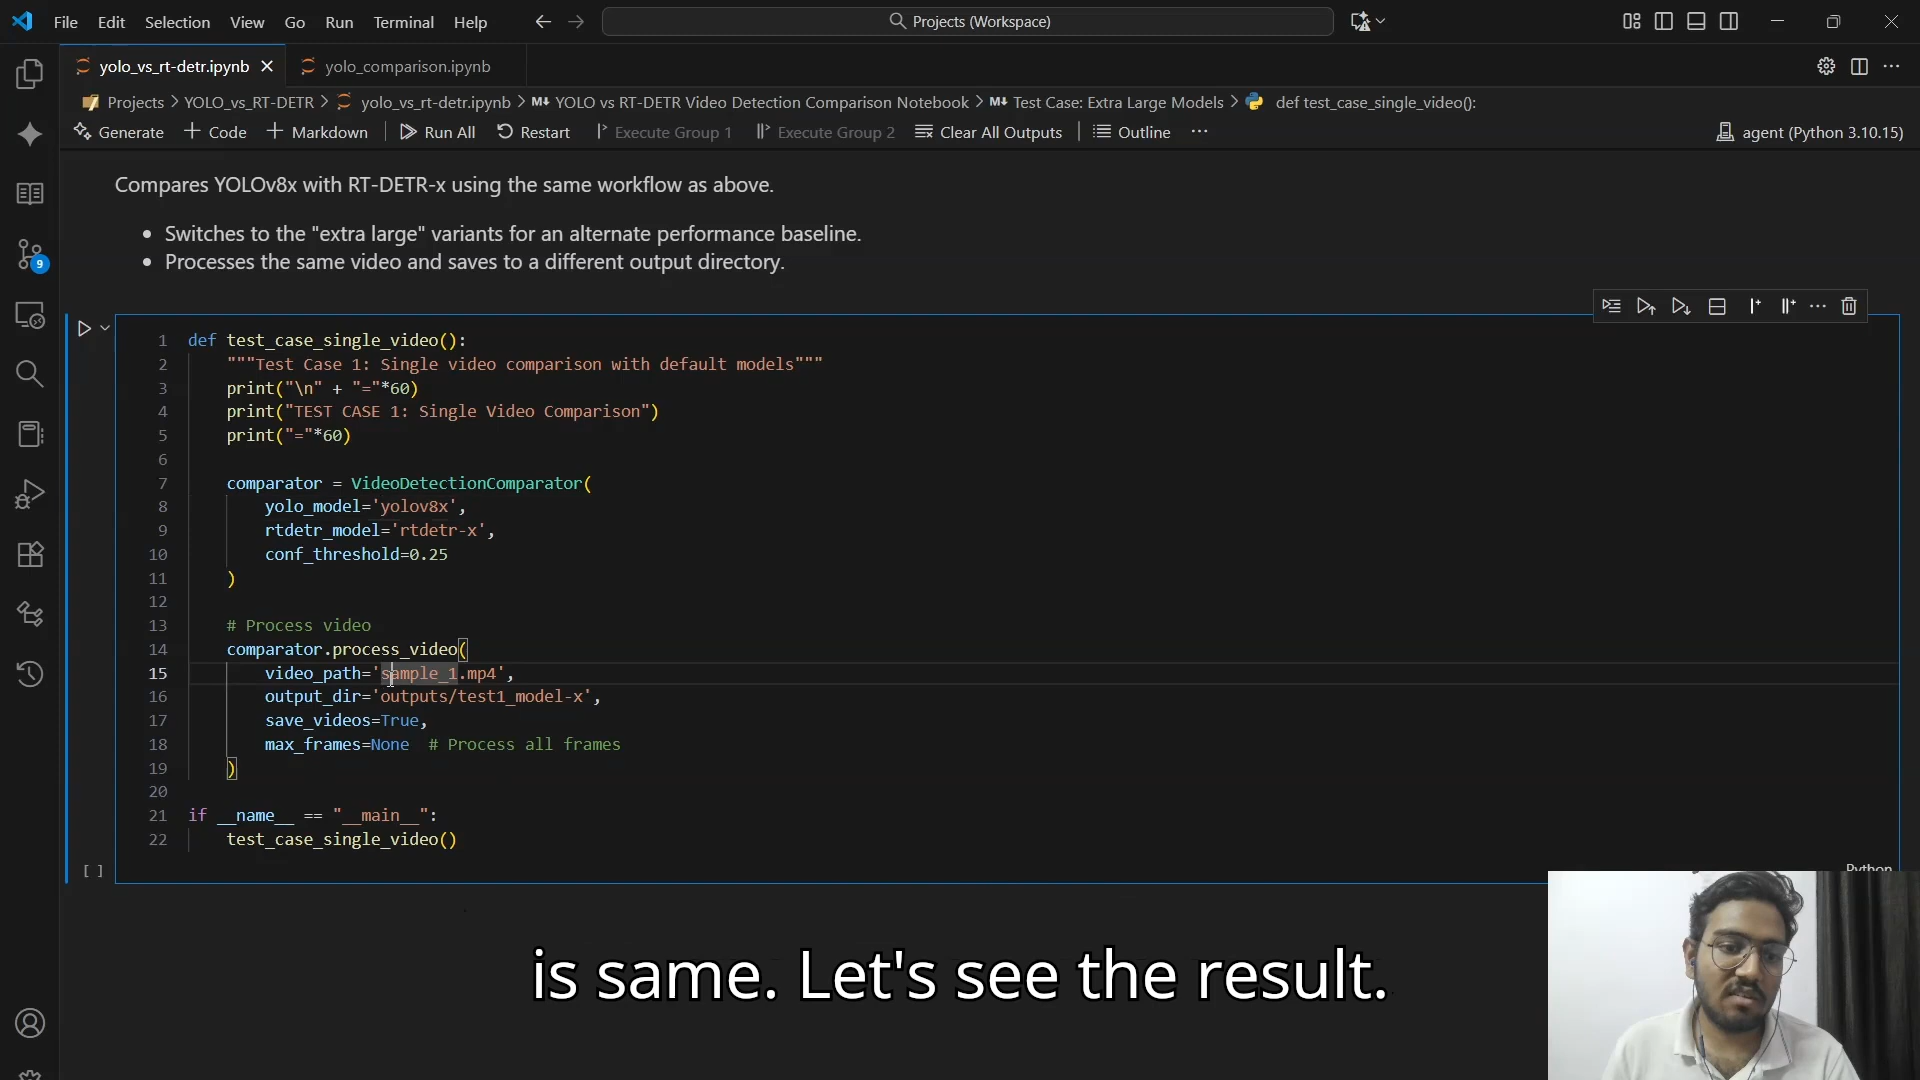 File Edit Selection View Go Run Terminal Help
Projects (Workspace)
yolo_vs_rt-detr.ipynb
yolo_comparison.ipynb
Projects > YOLO_vs_RT-DETR > yolo_vs_rt-detr.ipynb > M↓ YOLO vs RT-DETR Video Detection Comparison Notebook > M↓ Test Case: Extra Large Models > def test_case_single_video():
Generate + Code + Markdown Run All Restart Execute Group 1 Execute Group 2 Clear All Outputs Outline ...
agent (Python 3.10.15)
Compares YOLOv8x with RT-DETR-x using the same workflow as above.
• Switches to the "extra large" variants for an alternate performance baseline.
• Processes the same video and saves to a different output directory.
9
1 def test_case_single_video():
2 """Test Case 1: Single video comparison with default models"""
3 print("\n" + "="*60)
4 print("TEST CASE 1: Single Video Comparison")
5 print("="*60)
6
7 comparator = VideoDetectionComparator(
8 yolo_model='yolov8x',
9 rtdetr_model='rtdetr-x',
10 conf_threshold=0.25
11 )
12
13 # Process video
14 comparator.process_video(
15 video_path='sample_1.mp4',
16 output_dir='outputs/test1_model-x',
17 save_videos=True,
18 max_frames=None # Process all frames
19 )
20
21 if __name__ == "__main__":
22 test_case_single_video()
[ ]
Python
is same. Let's see the result.